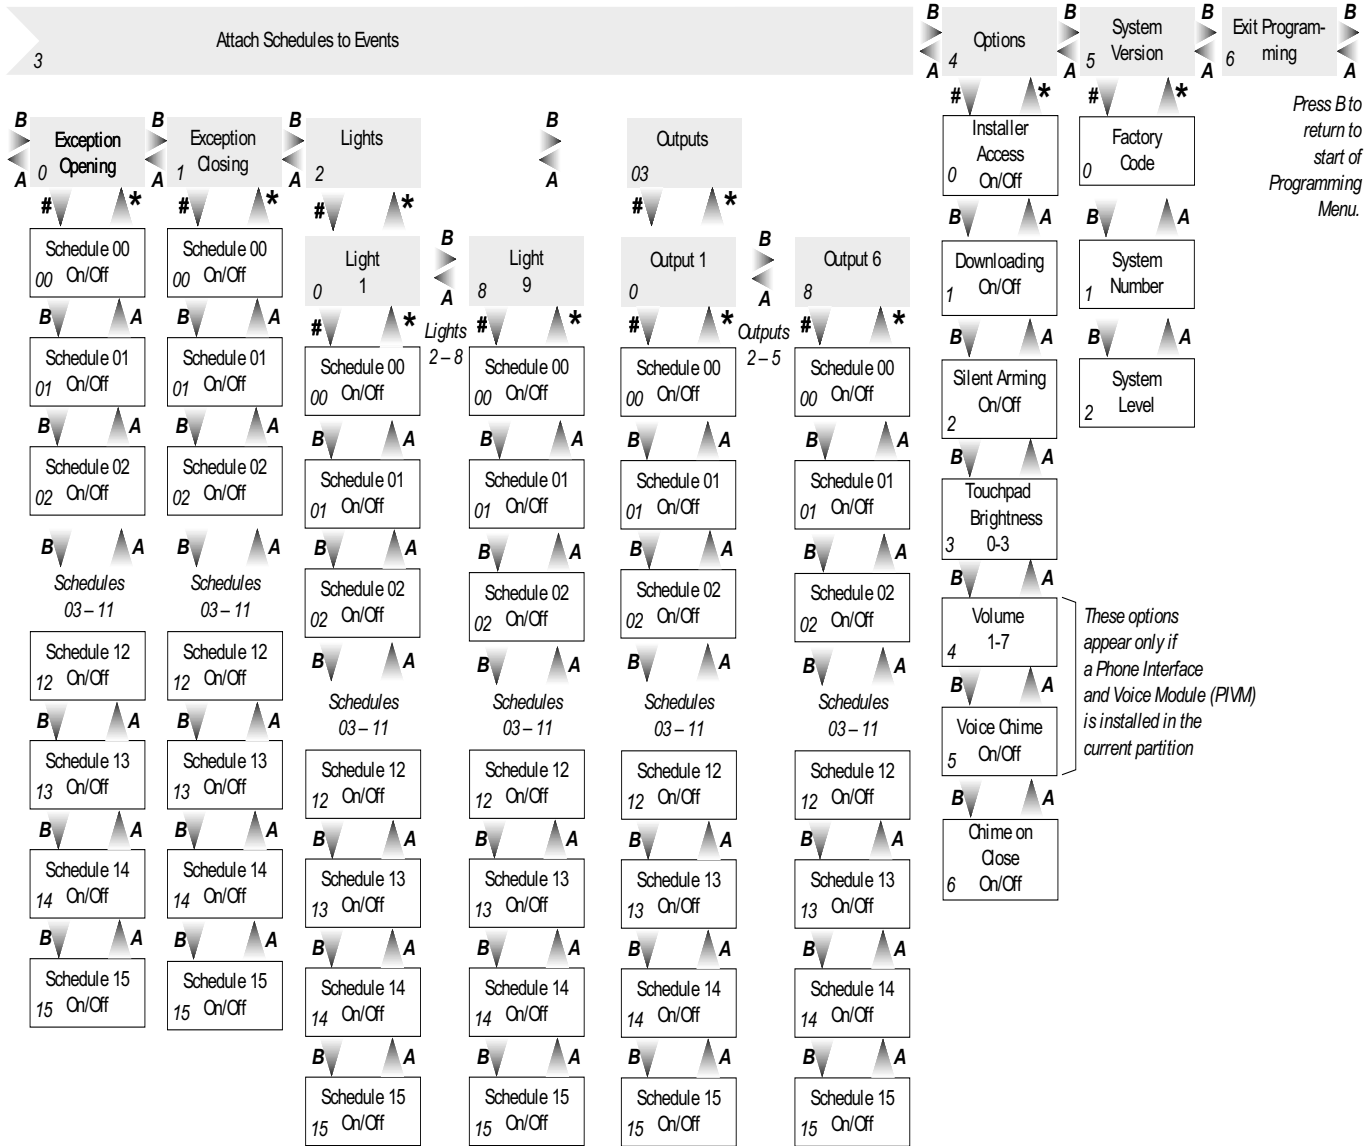 Attach Schedules to Events
3
B
A
Options
4
B
A
System
Version
5
B
A
Exit Program-
ming
6
B
A
Press B to
return to
start of
Programming
Menu.
B
A
Exception
Opening
0
B
A
Exception
Closing
1
B
A
Lights
2
B
A
Outputs
03
# *
# *
# *
# *
Schedule 00
On/Off
00
B A
Schedule 01
On/Off
01
B A
Schedule 02
On/Off
02
B A
Schedules
03 – 11
Schedule 12
On/Off
12
B A
Schedule 13
On/Off
13
B A
Schedule 14
On/Off
14
B A
Schedule 15
On/Off
15
Schedule 00
On/Off
00
B A
Schedule 01
On/Off
01
B A
Schedule 02
On/Off
02
B A
Schedules
03 – 11
Schedule 12
On/Off
12
B A
Schedule 13
On/Off
13
B A
Schedule 14
On/Off
14
B A
Schedule 15
On/Off
15
Light
1
0
B
A
Lights
2 – 8
# *
Schedule 00
On/Off
00
B A
Schedule 01
On/Off
01
B A
Schedule 02
On/Off
02
B A
Schedules
03 – 11
Schedule 12
On/Off
12
B A
Schedule 13
On/Off
13
B A
Schedule 14
On/Off
14
B A
Schedule 15
On/Off
15
Light
9
8
# *
Schedule 00
On/Off
00
B A
Schedule 01
On/Off
01
B A
Schedule 02
On/Off
02
B A
Schedules
03 – 11
Schedule 12
On/Off
12
B A
Schedule 13
On/Off
13
B A
Schedule 14
On/Off
14
B A
Schedule 15
On/Off
15
Output 1
0
B
A
Outputs
2 – 5
# *
Schedule 00
On/Off
00
B A
Schedule 01
On/Off
01
B A
Schedule 02
On/Off
02
B A
Schedules
03 – 11
Schedule 12
On/Off
12
B A
Schedule 13
On/Off
13
B A
Schedule 14
On/Off
14
B A
Schedule 15
On/Off
15
Output 6
8
# *
Schedule 00
On/Off
00
B A
Schedule 01
On/Off
01
B A
Schedule 02
On/Off
02
B A
Schedules
03 – 11
Schedule 12
On/Off
12
B A
Schedule 13
On/Off
13
B A
Schedule 14
On/Off
14
B A
Schedule 15
On/Off
15
# *
Installer
Access
On/Off
0
B A
Downloading
On/Off
1
B A
Silent Arming
On/Off
2
B A
Touchpad
Brightness
0-3
3
B A
Volume
1-7
4
B A
Voice Chime
On/Off
5
B A
Chime on
Close
On/Off
6
These options
appear only if
a Phone Interface
and Voice Module (PIVM)
is installed in the
current partition
# *
Factory
Code
0
B A
System
Number
1
B A
System
Level
2